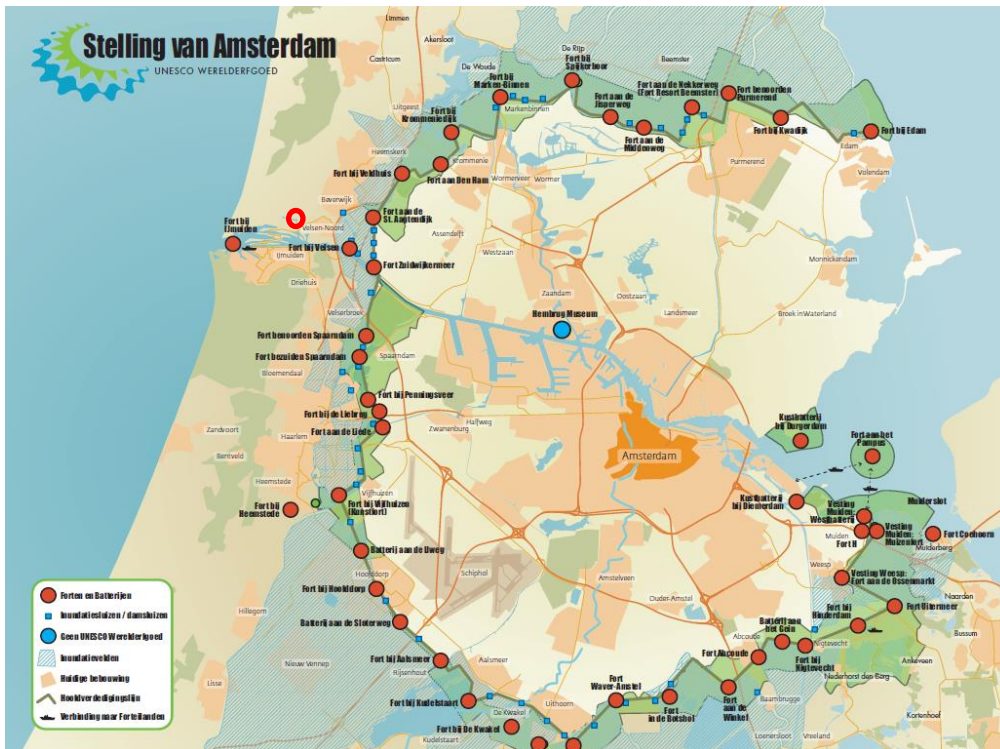 Stelling van Amsterdam
UNESCO WERELDERFGOED
Limmen
Akersloot
Castricum
De Woude
De Rijp
Fort bij
Spijkerboor
Beemster
Fort bij
Marken-Binnen
Markenbinnen
Fort aan de
Jisperweg
Fort aan de Nekkerweg
(Fort Resort Beemster)
Fort benoorden
Purmerend
Uitgeest
Fort bij
Krommeniedijk
Fort aan de
Middenweg
Fort bij Kwadijk
Fort bij Edam
Edam
Volendam
Heemskerk
Krommenie
Fort bij Veldhuis
Fort aan Den Ham
Wormerveer
Wormer
Purmerend
Beverwijk
Fort aan de
St. Aagtendijk
Velsen-Noord
Fort bij
IJmuiden
IJmuiden
Fort bij Velsen
Assendelft
Westzaan
Fort Zuidwijkermeer
Driehuis
Monnickendam
Zaandam
Oostzaan
Landsmeer
Broek in Waterland
Velserbroek
Hembrug Museum
Fort benoorden Spaarndam
Fort bezuiden Spaarndam
Spaarndam
Bloemendaal
Fort bij Penningsveer
Fort bij de Liebrug
Fort aan de Liede
Halfweg
Zwanenburg
Zandvoort
Haarlem
Bentveld
Heemstede
Amsterdam
Kustbatterij
bij Durgerdam
Fort aan het
Pampus
Vijfhuizen
Fort bij
Heemstede
Fort bij Vijfhuizen
(Kunstfort)
Kustbatterij
bij Diemerdam
Vesting
Muiden:
Westbatterij
Muiderslot
Muiden
Fort H
Vesting
Muiden:
Muizenfort
Fort Coehoorn
Muiderberg
Batterij aan de IJweg
Hoofddorp
Schiphol
Amstelveen
Weesp
Vesting Weesp:
Fort aan de Ossenmarkt
Naarden
Fort bij Hoofddorp
Ouder-Amstel
Fort bij
Hinderdam
Fort Uitermeer
Bussum
Hillegom
Batterij aan de Sloterweg
Abcoude
Batterij aan
het Gein
Nigtevecht
Ankeveen
Nieuw Vennep
Fort bij Aalsmeer
Aalsmeer
Rijsenhout
Fort Abcoude
Fort bij
Nigtevecht
Nederhorst den Berg
Lisse
Fort bij Kudelstaart
De Kwakel
Uithoorn
Fort
Waver-Amstel
Fort
in de Botshol
Fort
aan de
Winkel
Baambrugge
Kortenhoef
Fort bij De Kwakel
Kudelstaart
Loenersloot
Vreeland
Forten en Batterijen
Inundatiesluizen / damsluizen
Geen UNESCO Werelderfgoed
Inundatievelden
Huidige bebouwing
Hoofdverdedigingslijn
Verbinding naar Forteilanden